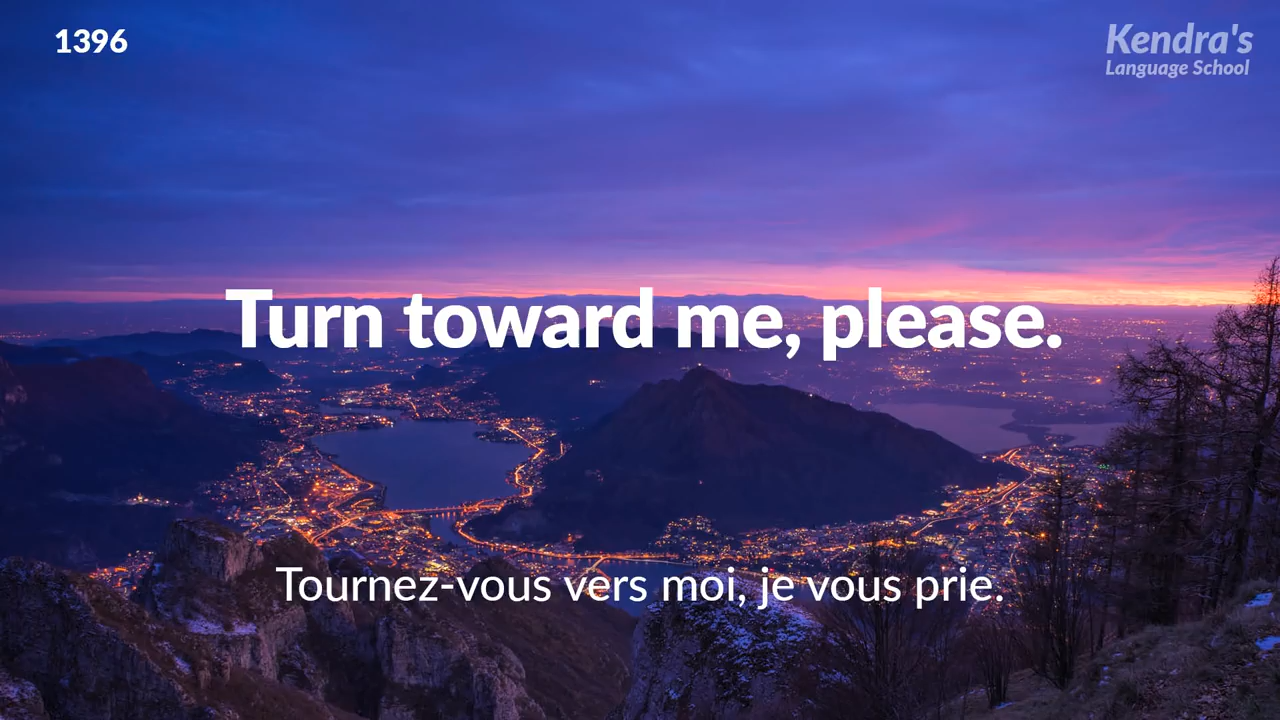 1396
Kendra's
Language School
Turn toward me, please.
Tournez-vous vers moi, je vous prie.